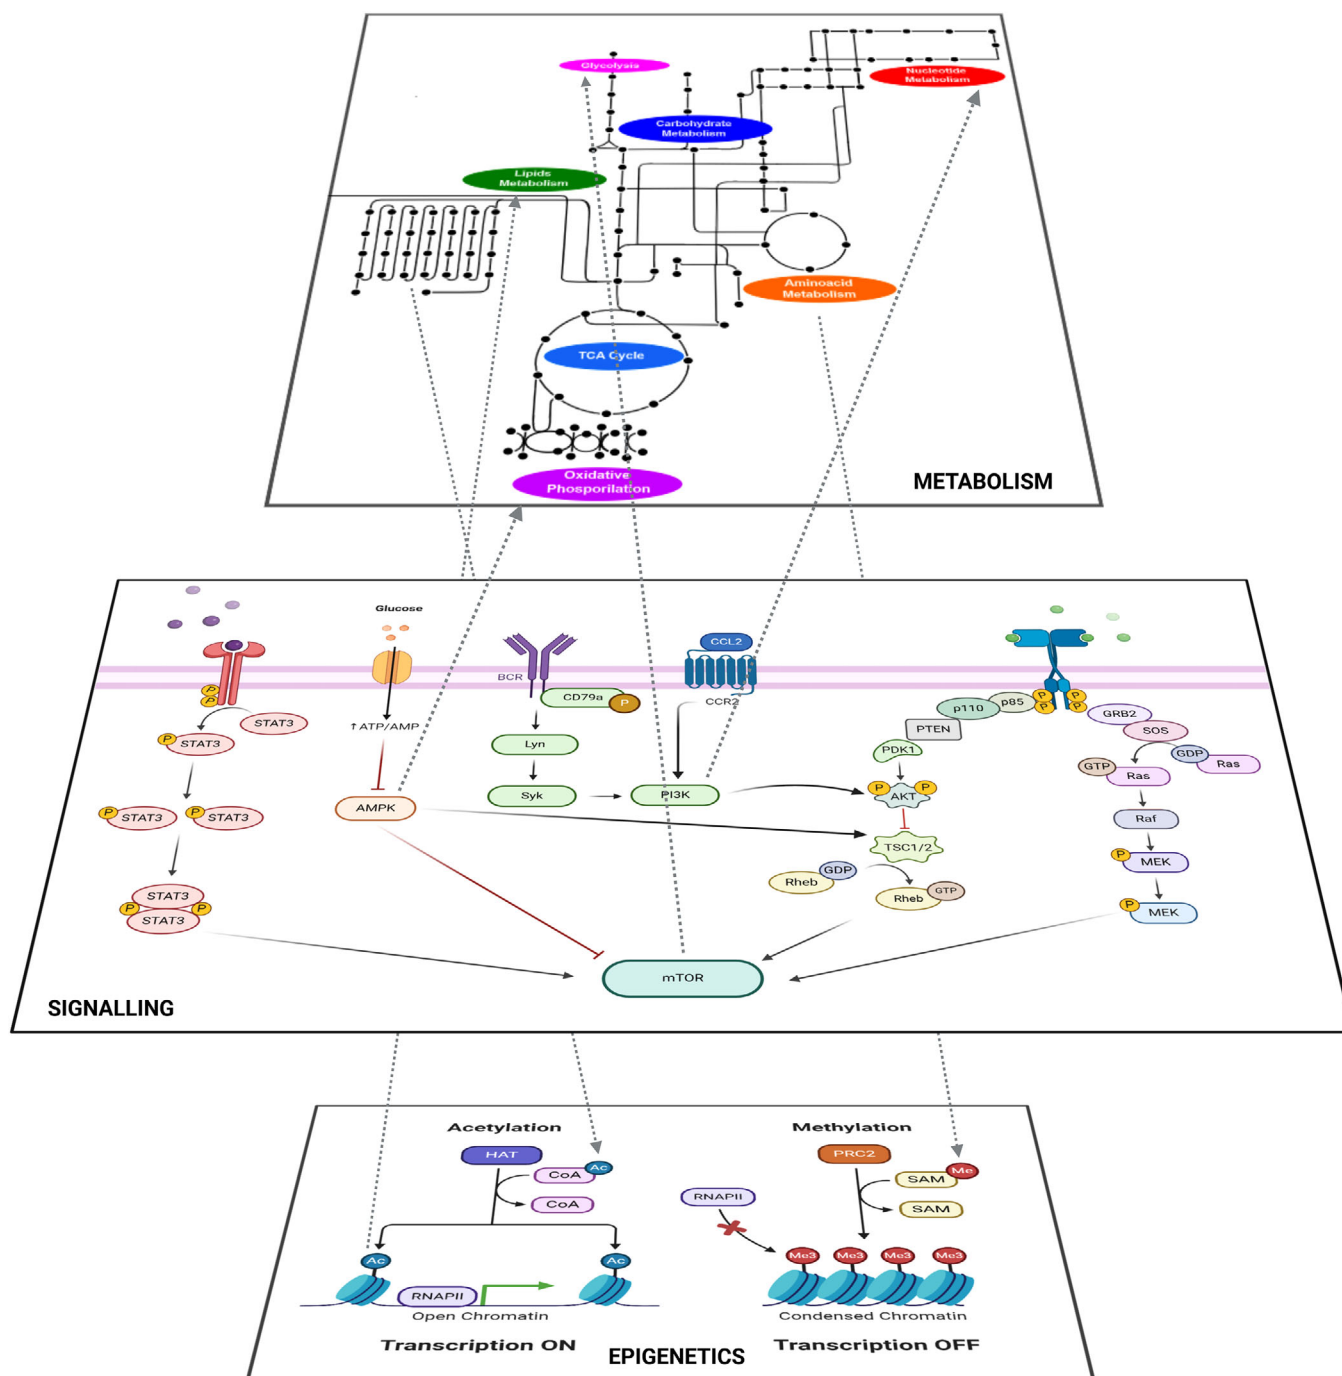 Glycolysis
Nucleotide
Metabolism
Carbohydrate
Metabolism
Lipids
Metabolism
Aminoacid
Metabolism
TCA Cycle
Oxidative
Phosporilation
METABOLISM
Glucose
CCL2
BCR
CD79a
P
CCR2
P
P
STAT3
↑ATP/AMP
p110
p85
P
P
P
P
GRB2
PTEN
SOS
P
STAT3
Lyn
PDK1
GDP
Ras
GTP
Ras
AMPK
Syk
PI3K
P
P
AKT
P
STAT3
P
STAT3
Raf
TSC1/2
GDP
Rheb
P
MEK
Rheb
GTP
STAT3
P
P
STAT3
P
MEK
mTOR
SIGNALLING
Acetylation
Methylation
HAT
PRC2
CoA
Ac
SAM
Me
CoA
SAM
RNAPII
Ac
Ac
Me3
Me3
Me3
Me3
RNAPII
Open Chromatin
Condensed Chromatin
Transcription ON
Transcription OFF
EPIGENETICS